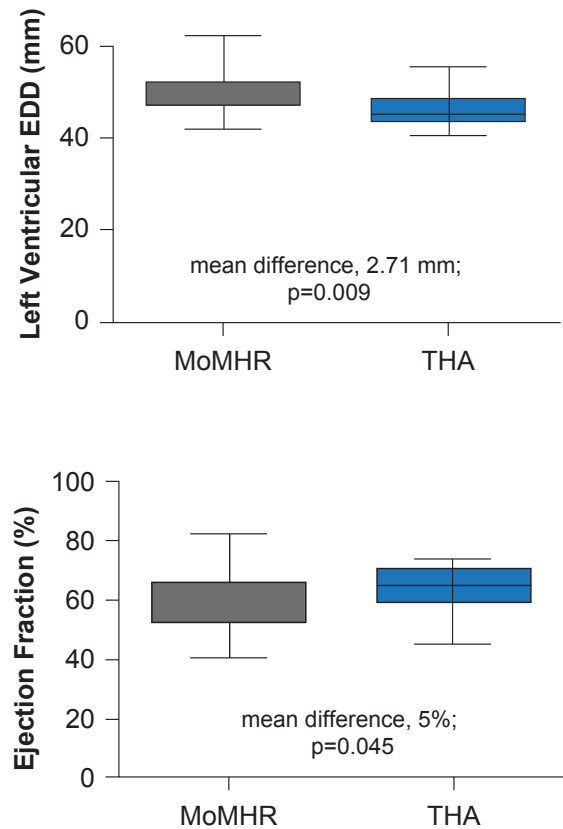 Left Ventricular EDD (mm)
60
40
20
0
mean difference, 2.71 mm;
p=0.009
MoMHR THA
Ejection Fraction (%)
100
80
60
40
20
0
mean difference, 5%;
p=0.045
MoMHR THA